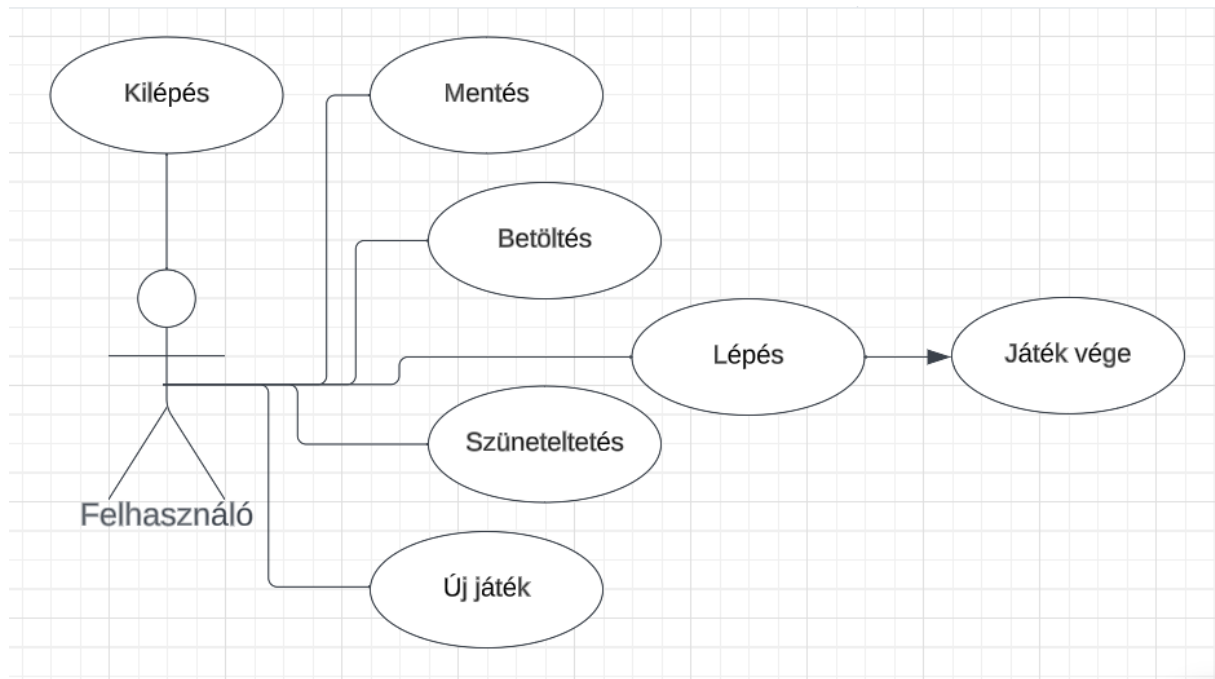 Kilépés
Mentés
Betöltés
Lépés
Játék vége
Szüneteltetés
Felhasználó
Új játék